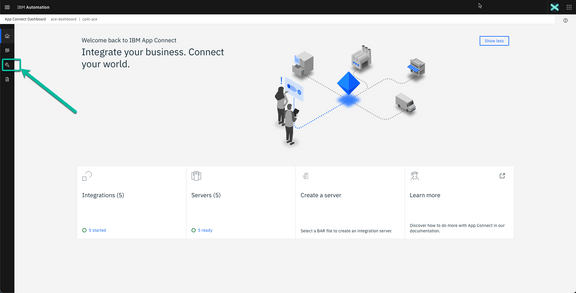 IBM Automation
App Connect Dashboard ace-dashboard | cp4i-ace
Welcome back to IBM App Connect
Integrate your business. Connect
your world.
Show less
Integrations (5)
Servers (5)
Create a server
Learn more
5 started
5 ready
Select a BAR file to create an integration server.
Discover how to do more with App Connect in our
documentation.